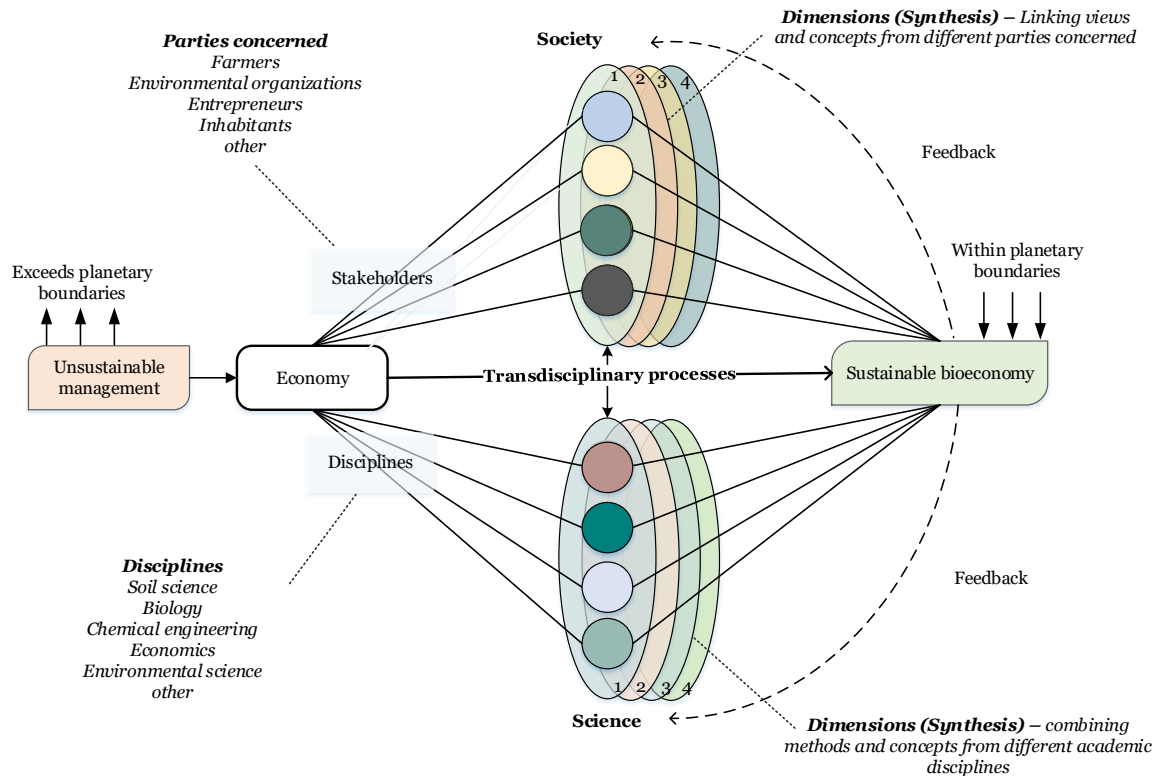 Parties concerned
Farmers
Environmental organizations
Entrepreneurs
Inhabitants
other
Society
Dimensions (Synthesis) – Linking views
and concepts from different parties concerned
1 2 3 4
Feedback
Stakeholders
Exceeds planetary
boundaries
Within planetary
boundaries
Unsustainable
management
Economy
Transdisciplinary processes
Sustainable bioeconomy
Disciplines
Disciplines
Soil science
Biology
Chemical engineering
Economics
Environmental science
other
Feedback
1 2 3 4
Science
Dimensions (Synthesis) – combining
methods and concepts from different academic
disciplines